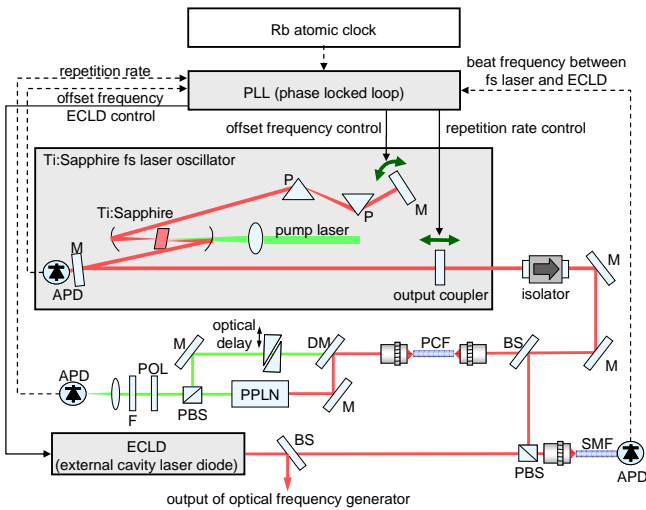 Rb atomic clock
repetition rate
beat frequency between
fs laser and ECLD
PLL (phase locked loop)
offset frequency
ECLD control
offset frequency control
repetition rate control
Ti:Sapphire fs laser oscillator
P
P
M
Ti:Sapphire
pump laser
M
APD
output coupler
isolator
M
optical
delay
M
DM
PCF
BS
M
APD
POL
F
PBS
PPLN
M
ECLD
(external cavity laser diode)
BS
PBS
SMF
APD
output of optical frequency generator